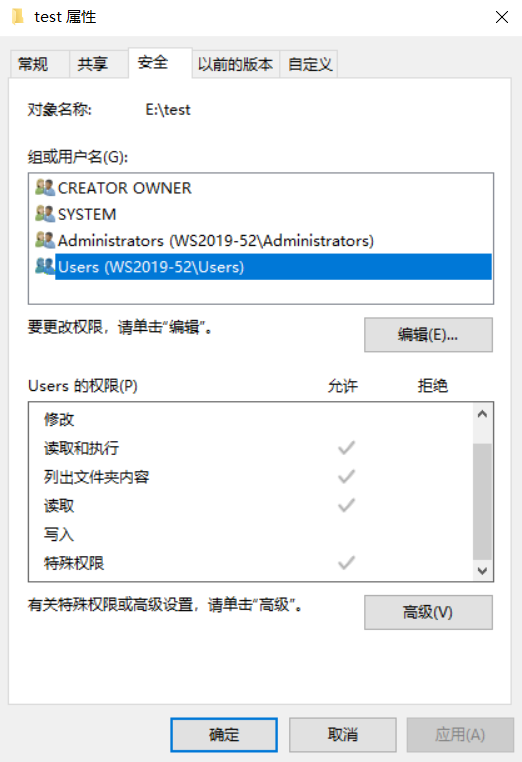 test 属性
常规 共享 安全 以前的版本 自定义
对象名称: E:\test
组或用户名(G):
CREATOR OWNER
SYSTEM
Administrators (WS2019-52\Administrators)
Users (WS2019-52\Users)
要更改权限，请单击“编辑”。
编辑(E)...
Users 的权限(P) 允许 拒绝
修改
读取和执行
列出文件夹内容
读取
写入
特殊权限
有关特殊权限或高级设置，请单击“高级”。
高级(V)
确定 取消 应用(A)